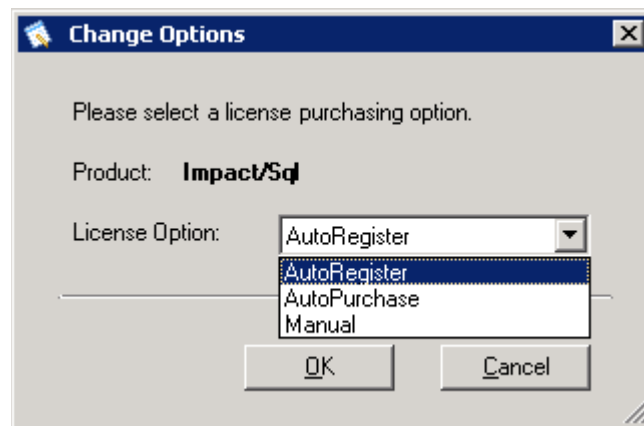 Change Options
Please select a license purchasing option.
Product: Impact/Sql
License Option: AutoRegister
AutoRegister
AutoPurchase
Manual
OK Cancel